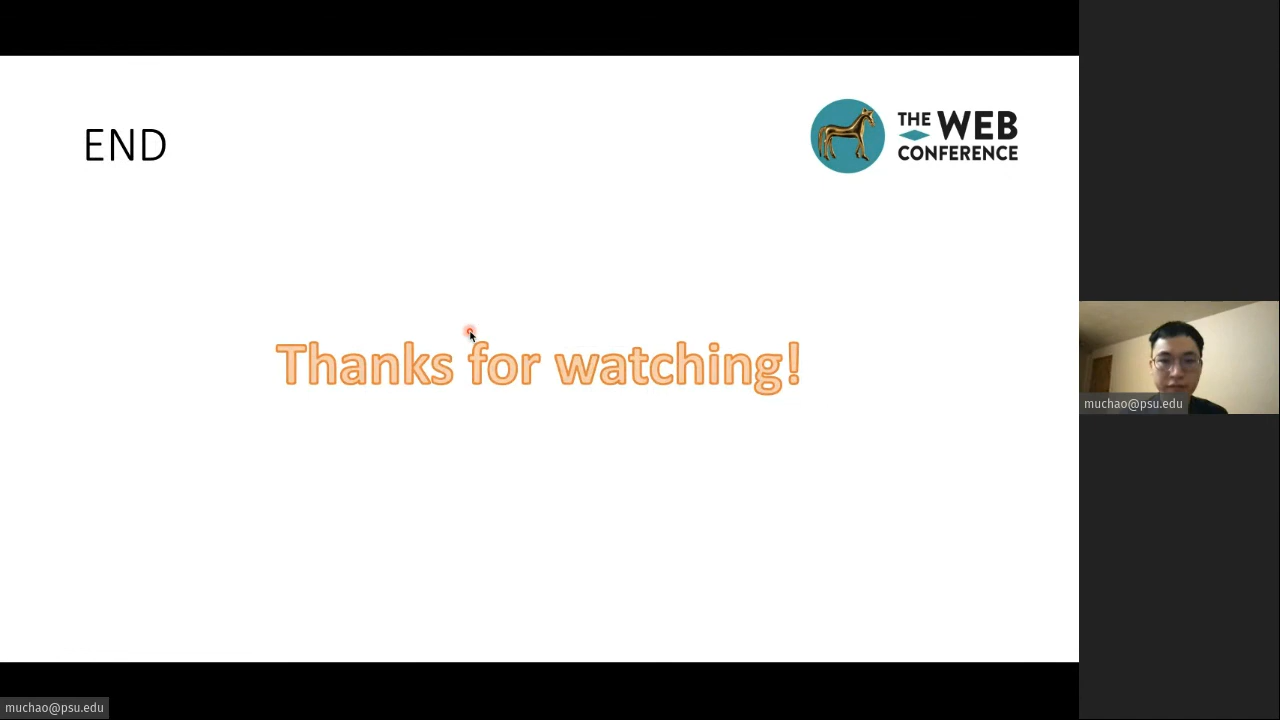 END
THE WEB
CONFERENCE
Thanks for watching!
muchao@psu.edu
muchao@psu.edu